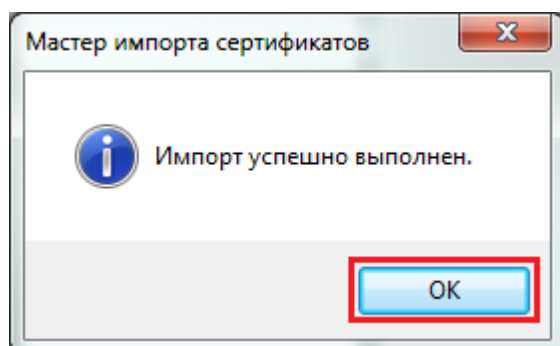 Мастер импорта сертификатов
Импорт успешно выполнен.
OK